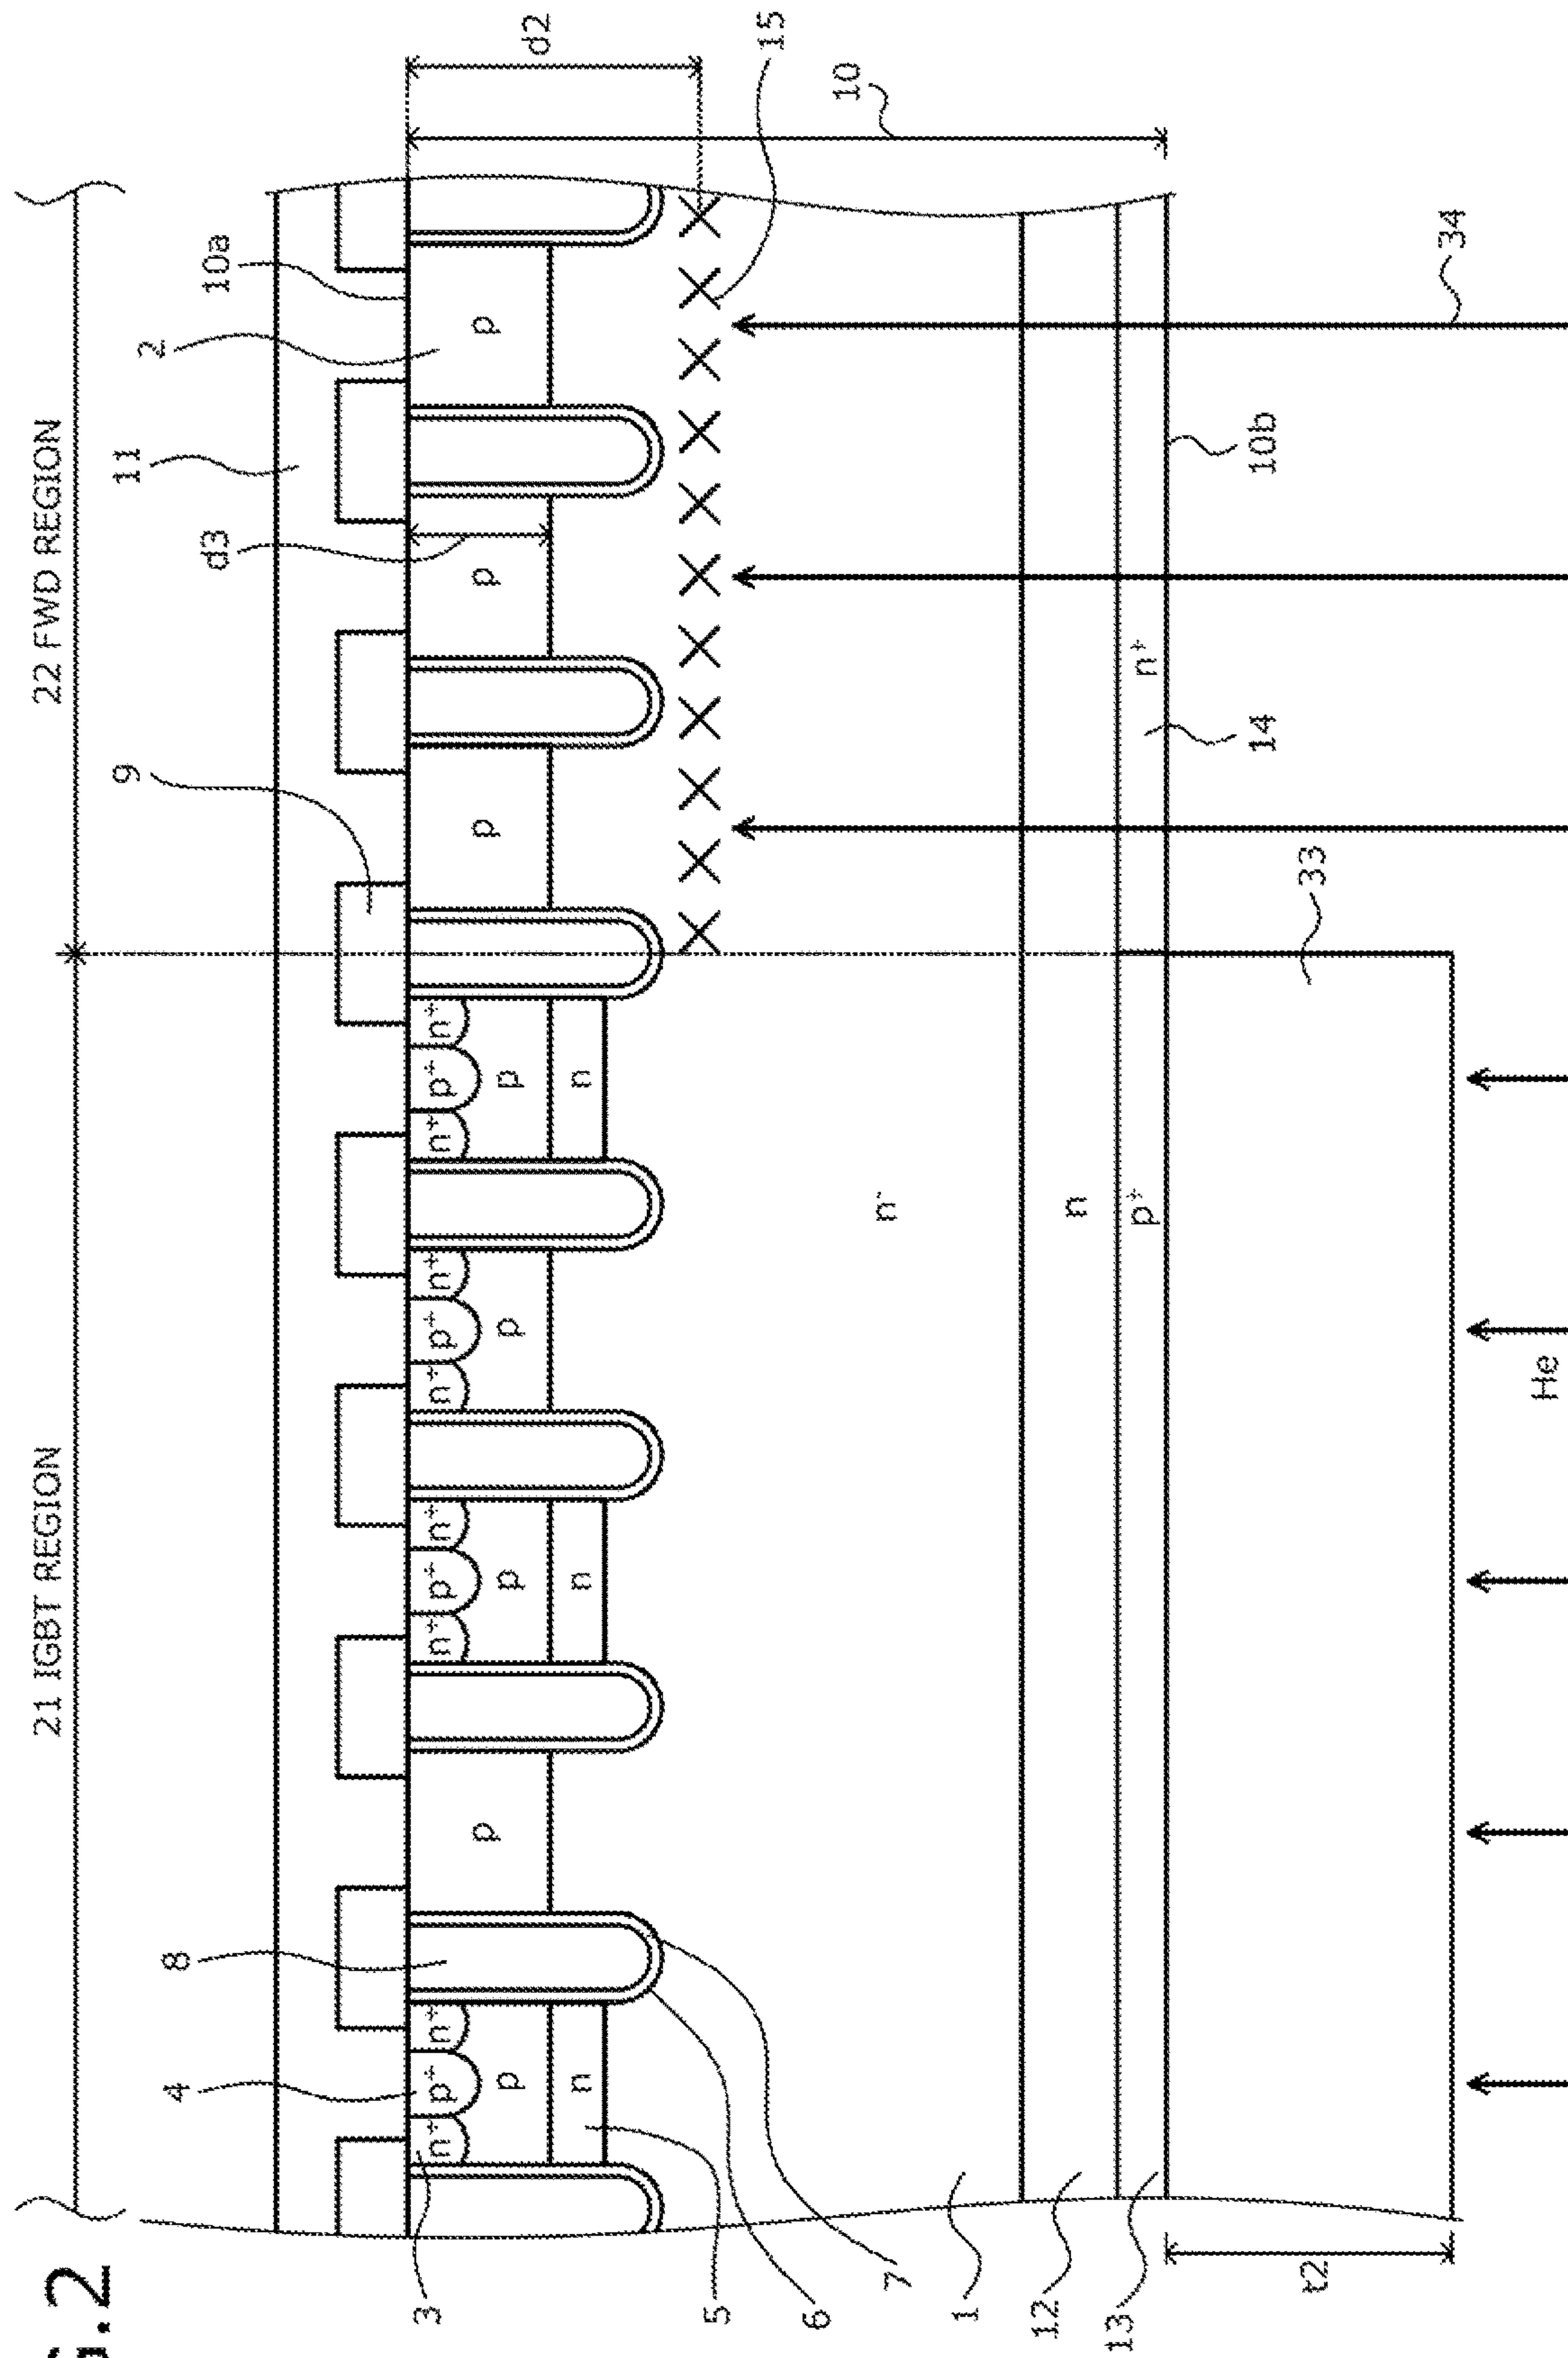 G.2
21 IGBT REGION
22 FWD REGION
9
11
2
4
8
10a
d3
3
n⁺ p⁺ n⁺
n⁺ p⁺ n⁺
n⁺ p⁺ n⁺
n⁺ p⁺ n⁺
p p p p p p p p
d2
n n n
5
15
6
10
7
n⁻
1
12
n
13
p⁺
n⁺
14
10b
33
t2
34
He